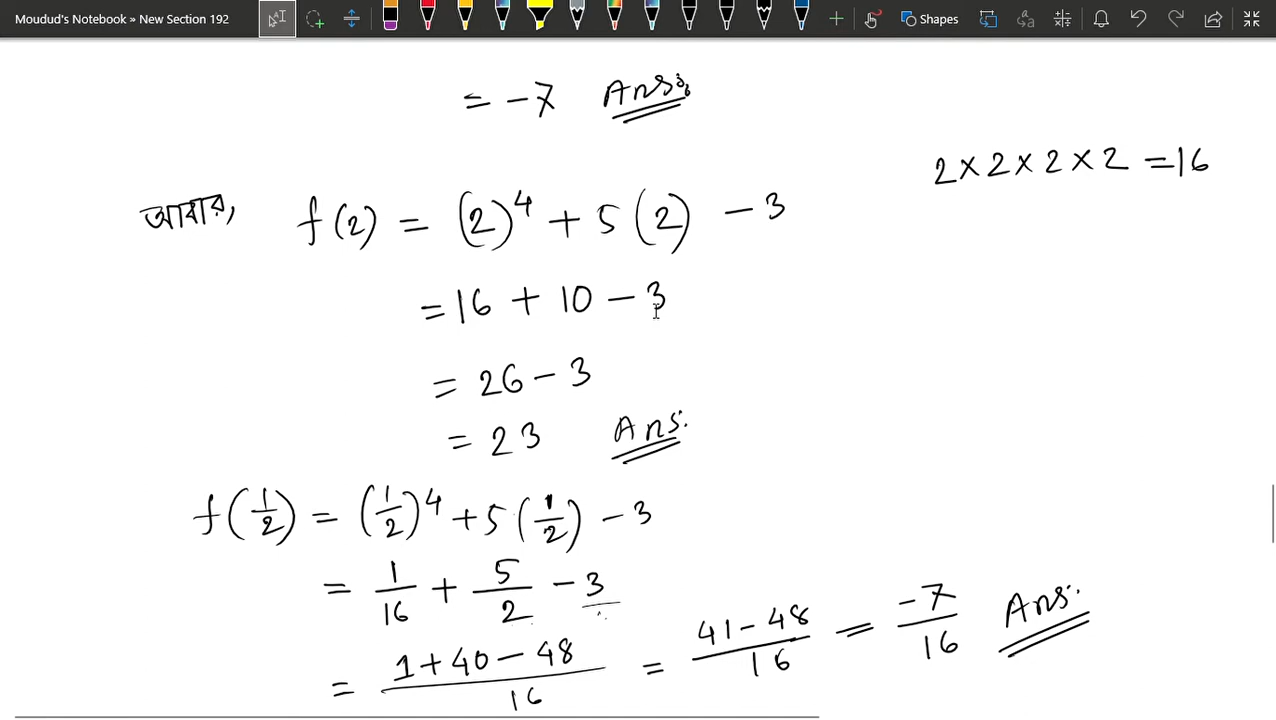 Moudud's Notebook » New Section 192
Shapes
= -7 Ans:
2×2×2×2 =16
আবার, f(2) = (2)^4 + 5(2) - 3
=16 + 10 - 3
= 26 - 3
= 23 Ans:
f(1/2) = (1/2)^4 +5(1/2) - 3
= 1/16 + 5/2 - 3
= (1+40-48)/16 = (41-48)/16 = -7/16 Ans: